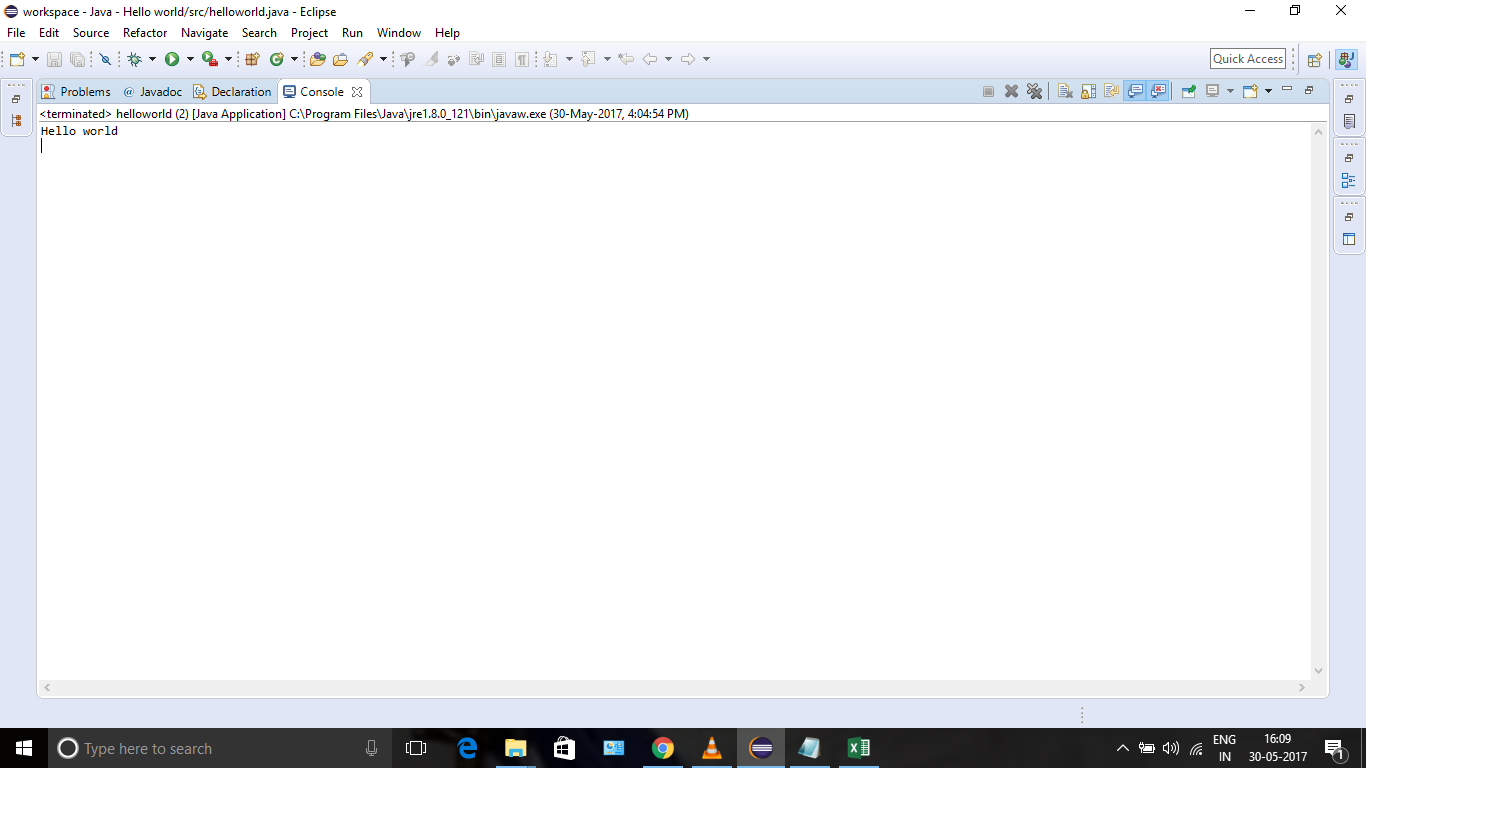 workspace - Java - Hello world/src/helloworld.java - Eclipse
File Edit Source Refactor Navigate Search Project Run Window Help
Quick Access
Problems @ Javadoc Declaration Console
<terminated> helloworld (2) [Java Application] C:\Program Files\Java\jre1.8.0_121\bin\javaw.exe (30-May-2017, 4:04:54 PM)
Hello world
Type here to search
ENG 16:09
IN 30-05-2017
1